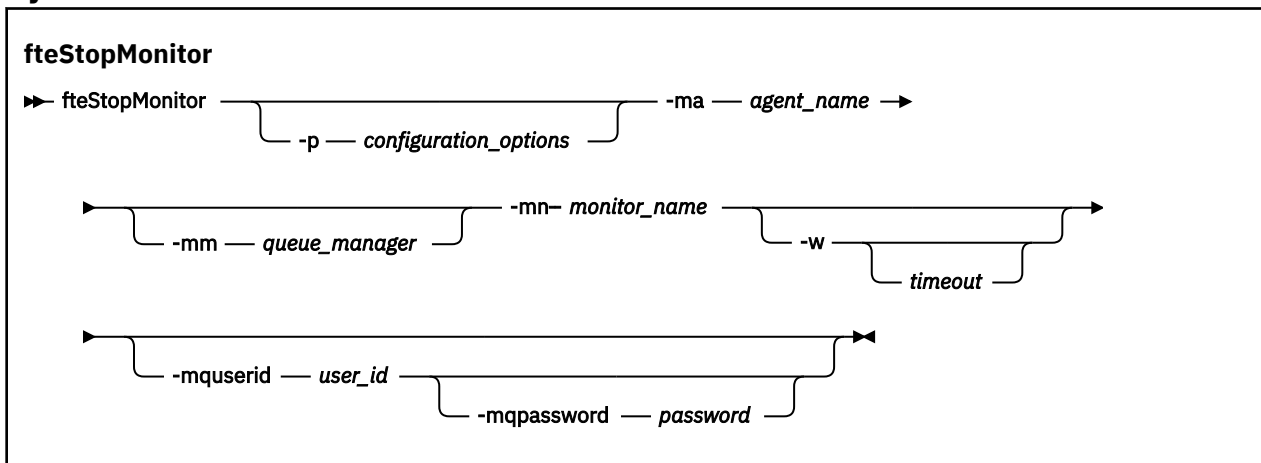 fteStopMonitor
fteStopMonitor -ma agent_name
-p configuration_options
-mn monitor_name
-mm queue_manager -w
timeout
-mquserid user_id
-mqpassword password